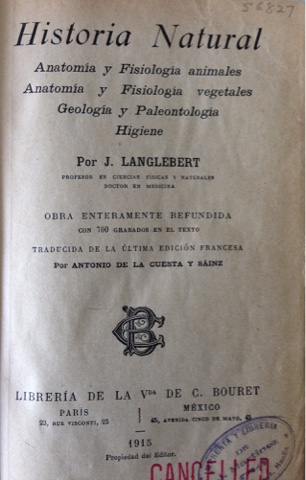 56827
Historia Natural
Anatomía y Fisiología animales
Anatomía y Fisiología vegetales
Geología y Paleontología
Higiene
Por J. LANGLEBERT
PROFESOR EN CIENCIAS FÍSICAS Y NATURALES
DOCTOR EN MEDICINA
OBRA ENTERAMENTE REFUNDIDA
CON 700 GRABADOS EN EL TEXTO
TRADUCIDA DE LA ÚLTIMA EDICIÓN FRANCESA
Por ANTONIO DE LA CUESTA Y SÁINZ
LIBRERÍA DE LA Vda DE C. BOURET
PARÍS
23, RUE VISCONTI, 23
MÉXICO
45, AVENIDA CINCO DE MAYO, 45
1915
Propiedad del Editor.
CANCELLED